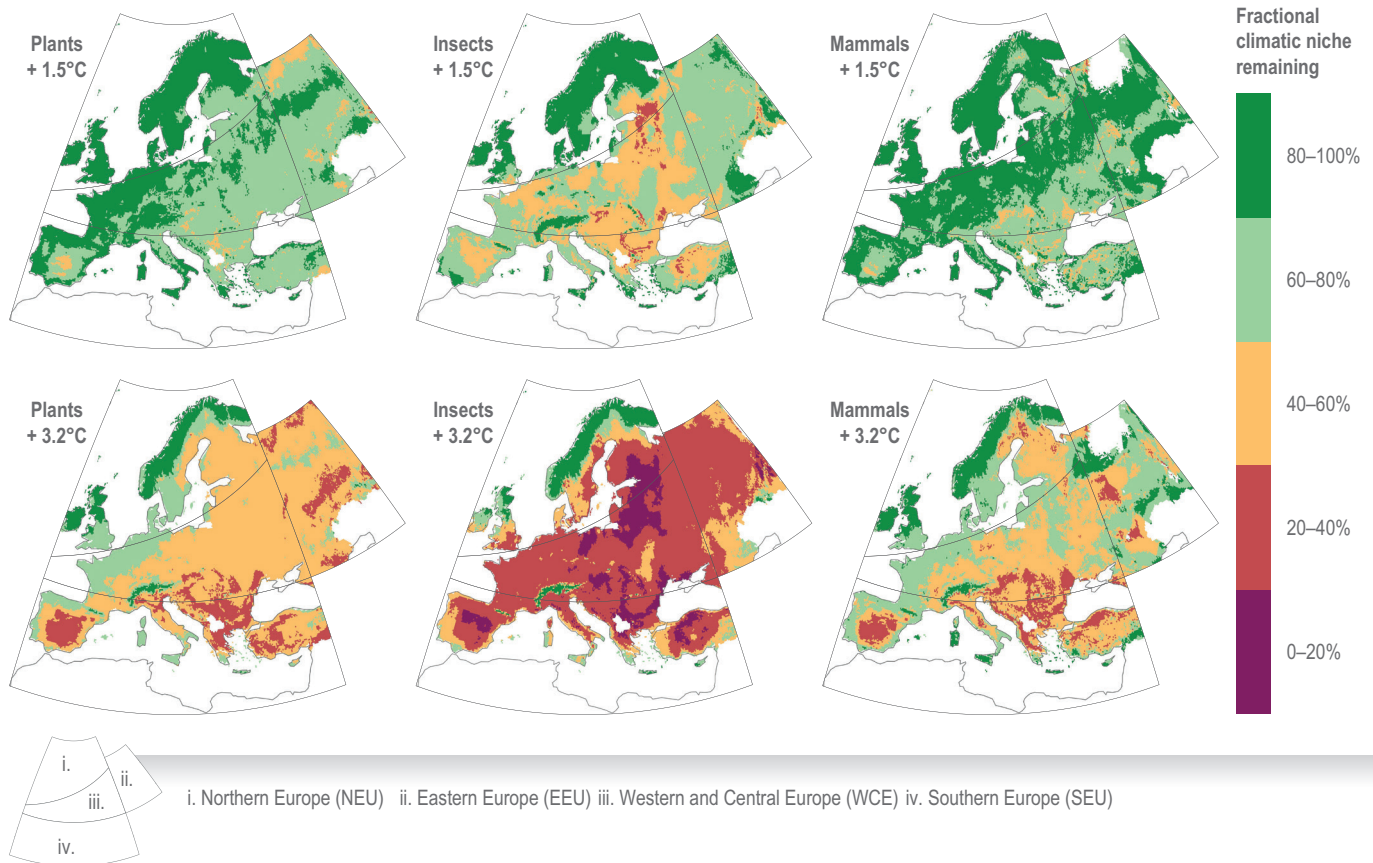 Plants
+ 1.5°C
Insects
+ 1.5°C
Mammals
+ 1.5°C
Fractional
climatic niche
remaining
80–100%
60–80%
40–60%
20–40%
0–20%
Plants
+ 3.2°C
Insects
+ 3.2°C
Mammals
+ 3.2°C
i.
ii.
iii.
iv.
i. Northern Europe (NEU) ii. Eastern Europe (EEU) iii. Western and Central Europe (WCE) iv. Southern Europe (SEU)